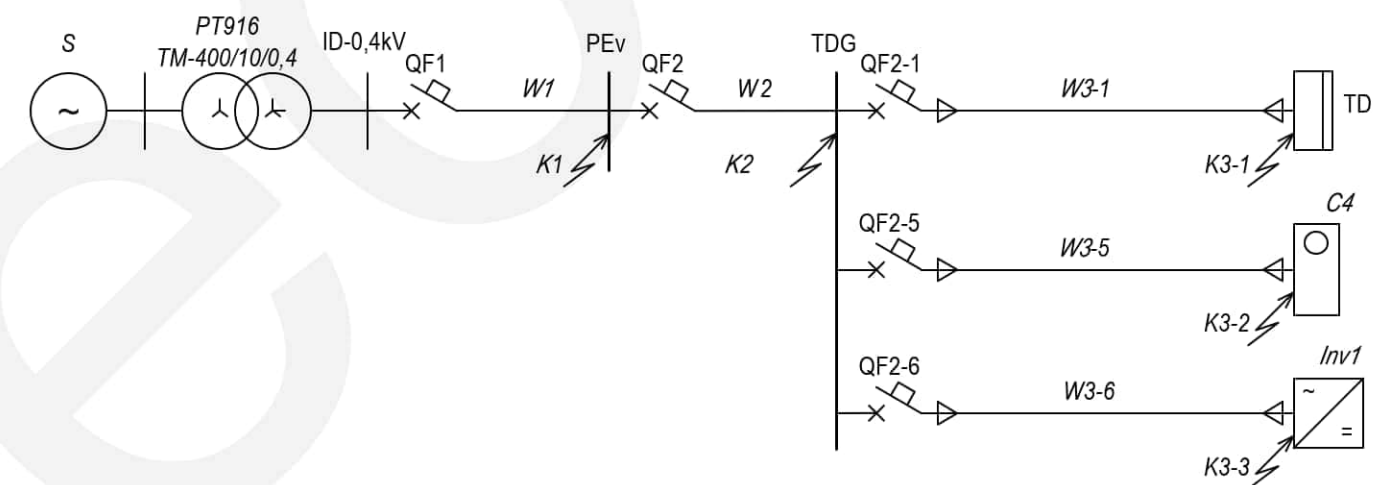 S
PT916
TM-400/10/0,4
ID-0,4kV
QF1
W1
PEv
QF2
W2
TDG
QF2-1
W3-1
TD
~
K1
K2
K3-1
QF2-5
W3-5
C4
K3-2
QF2-6
W3-6
Inv1
~
=
K3-3